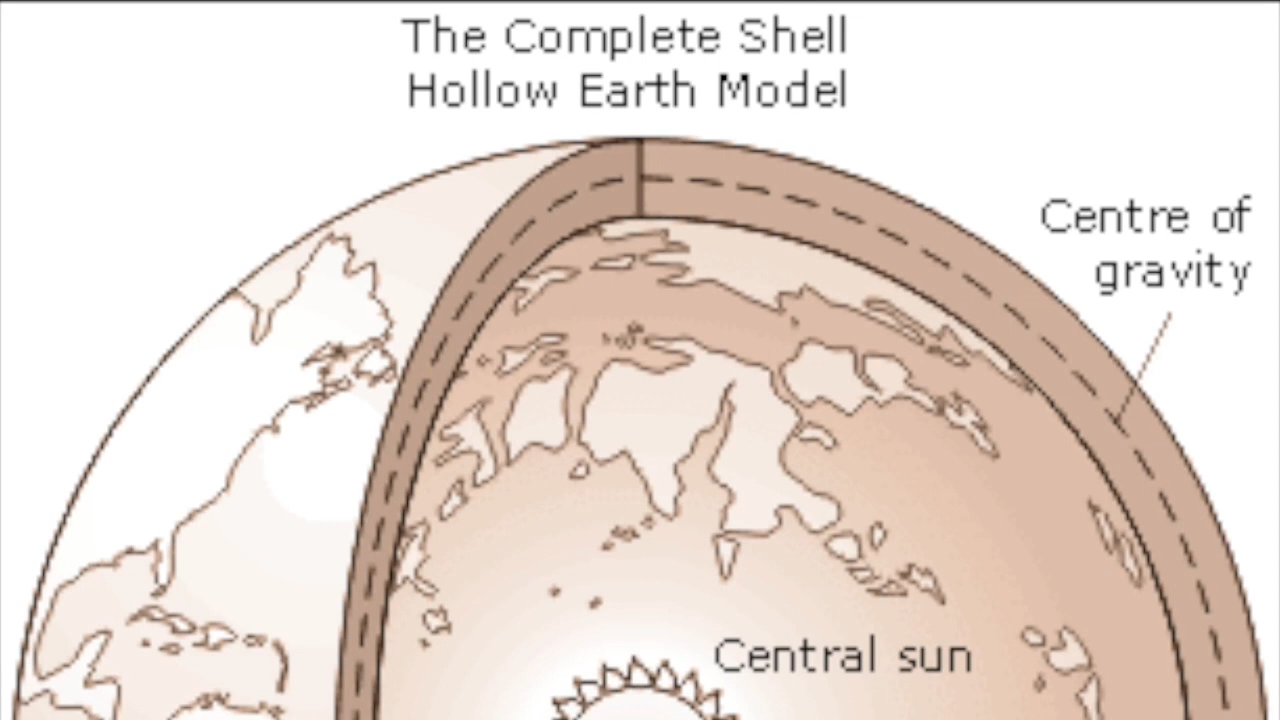 The Complete Shell
Hollow Earth Model
Centre of
gravity
Central sun